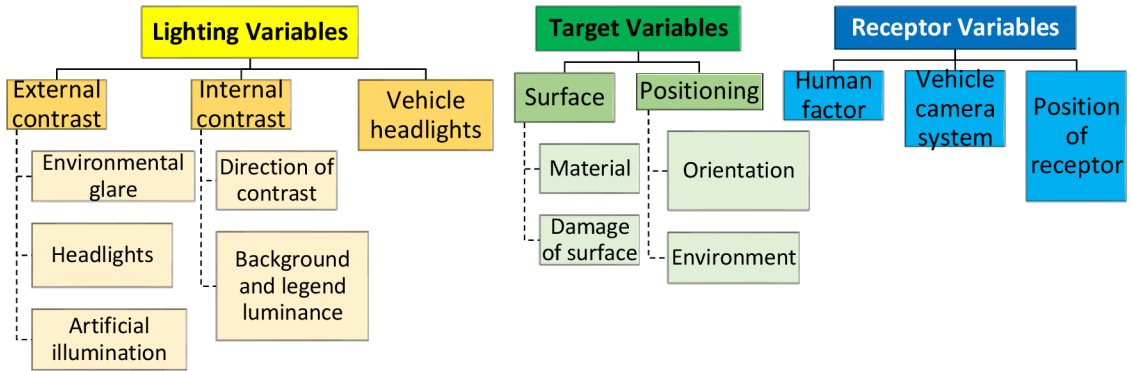 Lighting Variables
External
contrast
Environmental
glare
Headlights
Artificial
illumination
Internal
contrast
Direction of
contrast
Background
and legend
luminance
Vehicle
headlights
Target Variables
Surface
Material
Damage
of surface
Positioning
Orientation
Environment
Receptor Variables
Human
factor
Vehicle
camera
system
Position
of
receptor